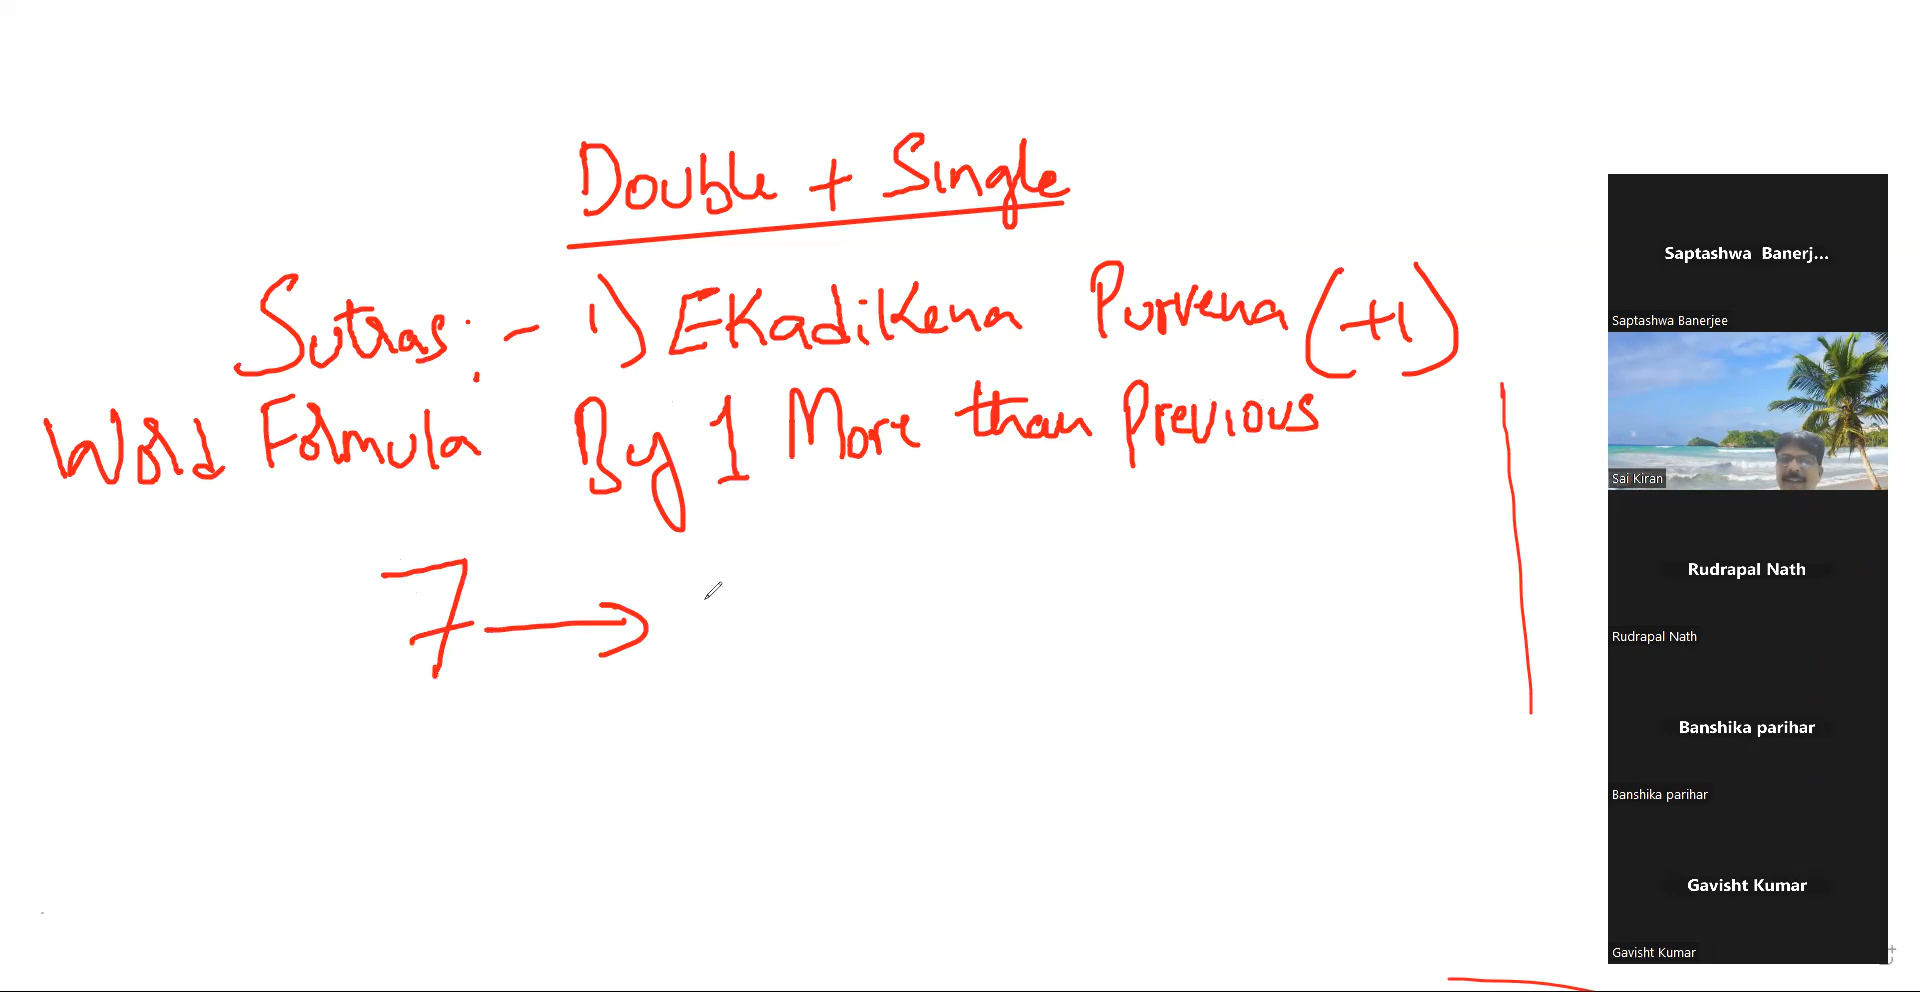 Double + Single
Sutras :- 1) Ekadikena Purvena (+1)
Word Formula By 1 More than Previous
7 →
Saptashwa Banerj...
Saptashwa Banerjee
Sai Kiran
Rudrapal Nath
Rudrapal Nath
Banshika parihar
Banshika parihar
Gavisht Kumar
Gavisht Kumar